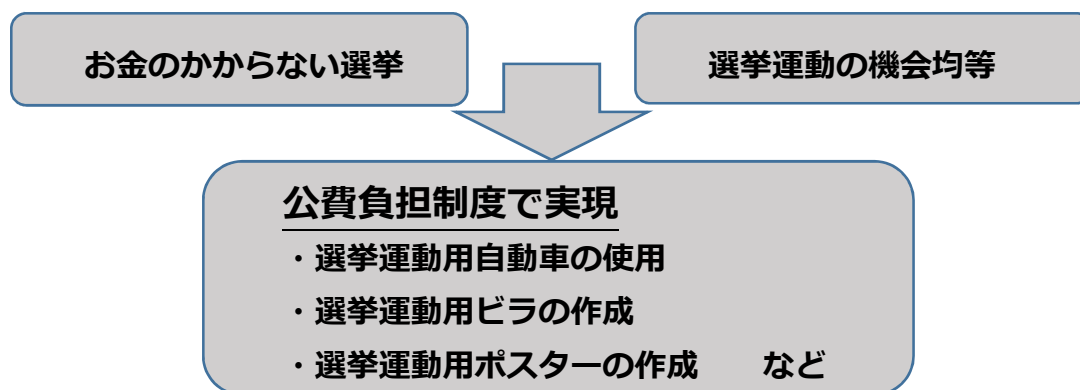 お金のかからない選挙
選挙運動の機会均等
公費負担制度で実現
・選挙運動用自動車の使用
・選挙運動用ビラの作成
・選挙運動用ポスターの作成　　など